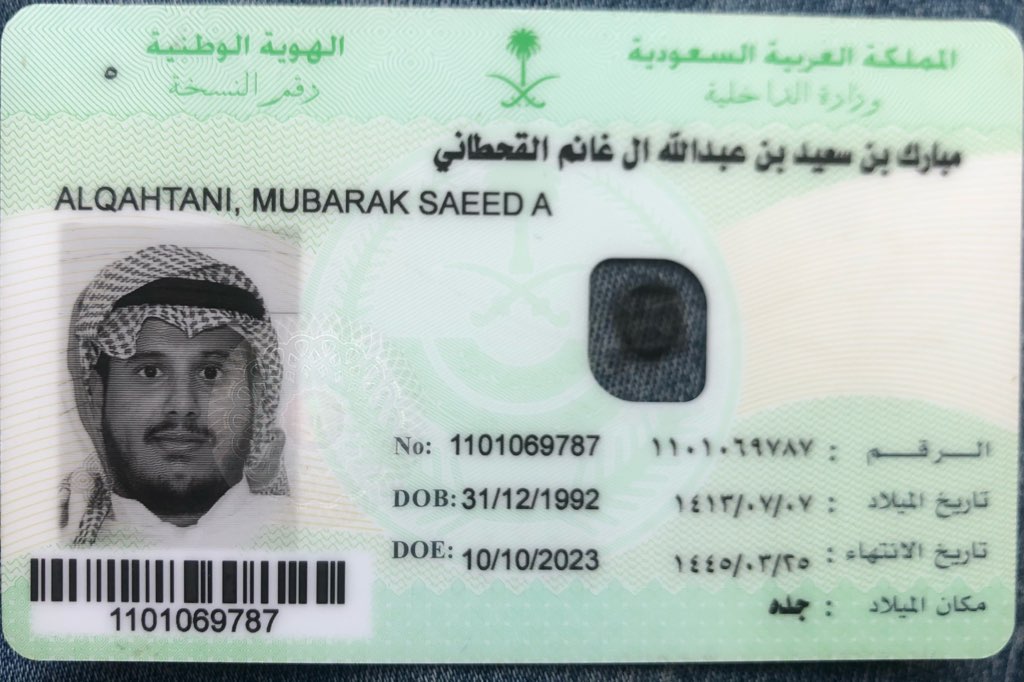 المملكة العربية السعودية
الهوية الوطنية
وزارة الداخلية
رقم النسخة ٥
مبارك بن سعيد بن عبدالله ال غانم القحطاني
ALQAHTANI, MUBARAK SAEED A
الـرقـم : ١١٠١٠٦٩٧٨٧ No: 1101069787
تاريخ الميلاد : ١٤١٣/٠٧/٠٧ DOB: 31/12/1992
تاريخ الانتهاء : ١٤٤٥/٠٣/٢٥ DOE: 10/10/2023
مكان الميلاد : جده
1101069787